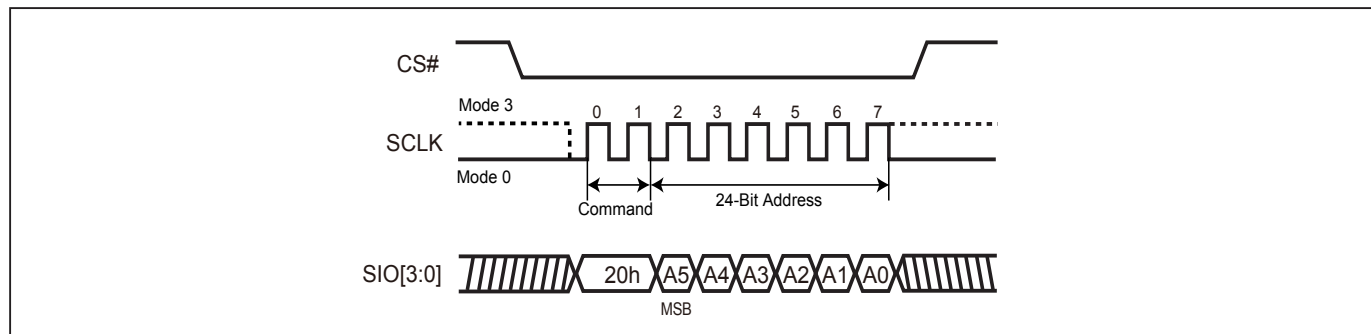 CS#
Mode 3
0 1 2 3 4 5 6 7
SCLK
Mode 0
Command
24-Bit Address
SIO[3:0]
20h A5 A4 A3 A2 A1 A0
MSB